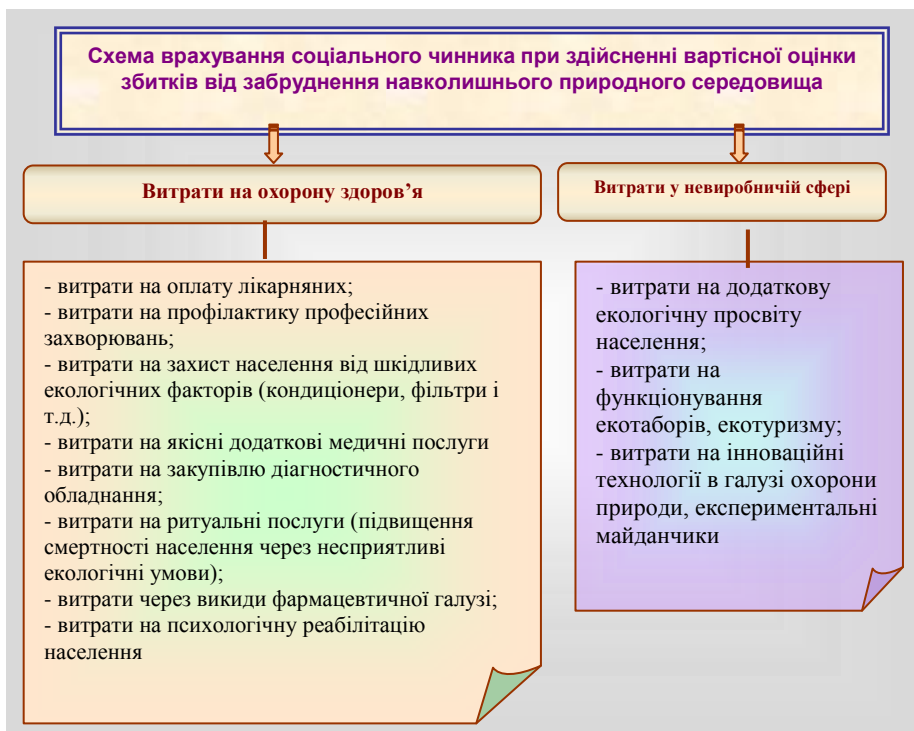 Схема врахування соціального чинника при здійсненні вартісної оцінки
збитків від забруднення навколишнього природного середовища
Витрати на охорону здоров’я
- витрати на оплату лікарняних;
- витрати на профілактику професійних
захворювань;
- витрати на захист населення від шкідливих
екологічних факторів (кондиціонери, фільтри і
т.д.);
- витрати на якісні додаткові медичні послуги
- витрати на закупівлю діагностичного
обладнання;
- витрати на ритуальні послуги (підвищення
смертності населення через несприятливі
екологічні умови);
- витрати через викиди фармацевтичної галузі;
- витрати на психологічну реабілітацію
населення
Витрати у невиробничій сфері
- витрати на додаткову
екологічну просвіту
населення;
- витрати на
функціонування
екотаборів, екотуризму;
- витрати на інноваційні
технології в галузі охорони
природи, експериментальні
майданчики